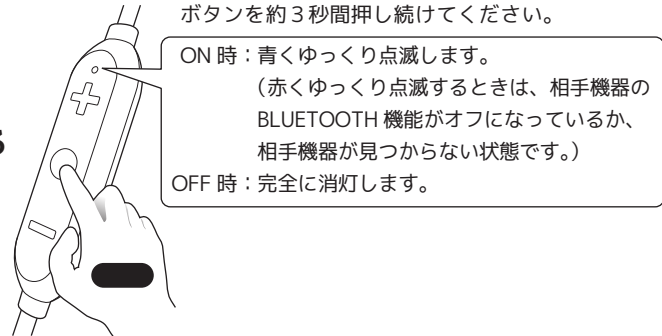 ボタンを約3秒間押し続けてください。
ON 時：青くゆっくり点滅します。
（赤くゆっくり点滅するときは、相手機器の
BLUETOOTH 機能がオフになっているか、
相手機器が見つからない状態です。）
OFF 時：完全に消灯します。